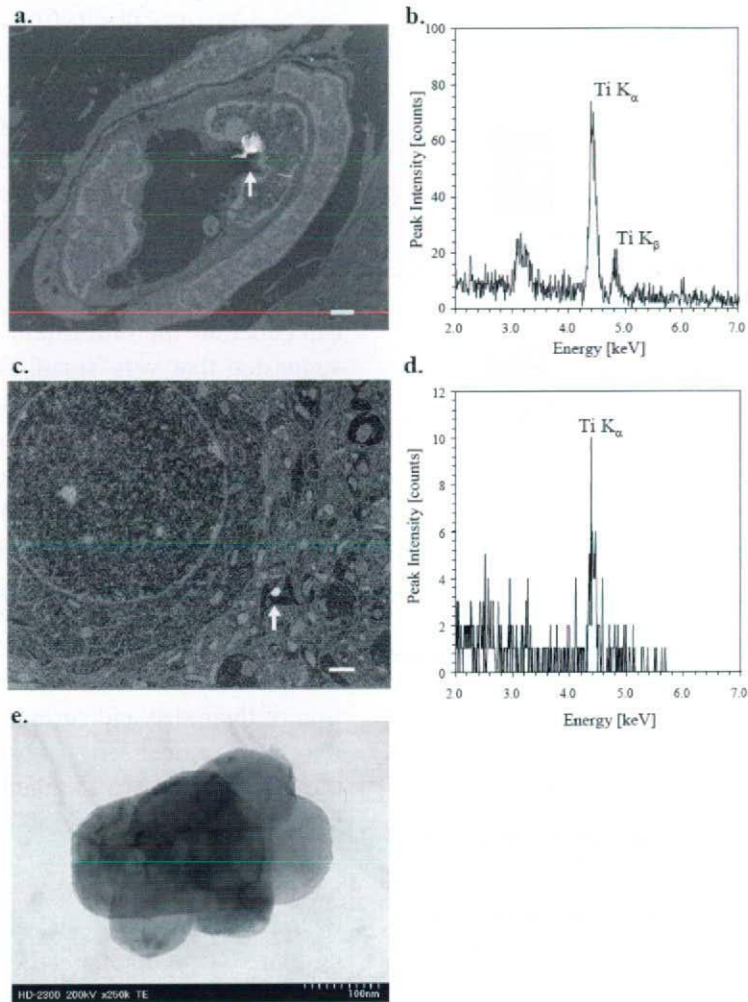 a.
b.
100
80
60
40
20
0
Peak Intensity [counts]
Ti Kα
Ti Kβ
2.0 3.0 4.0 5.0 6.0 7.0
Energy [keV]
c.
d.
12
10
8
6
4
2
0
Peak Intensity [counts]
Ti Kα
2.0 3.0 4.0 5.0 6.0 7.0
Energy [keV]
e.
HD-2300 200kV x250k TE 100nm